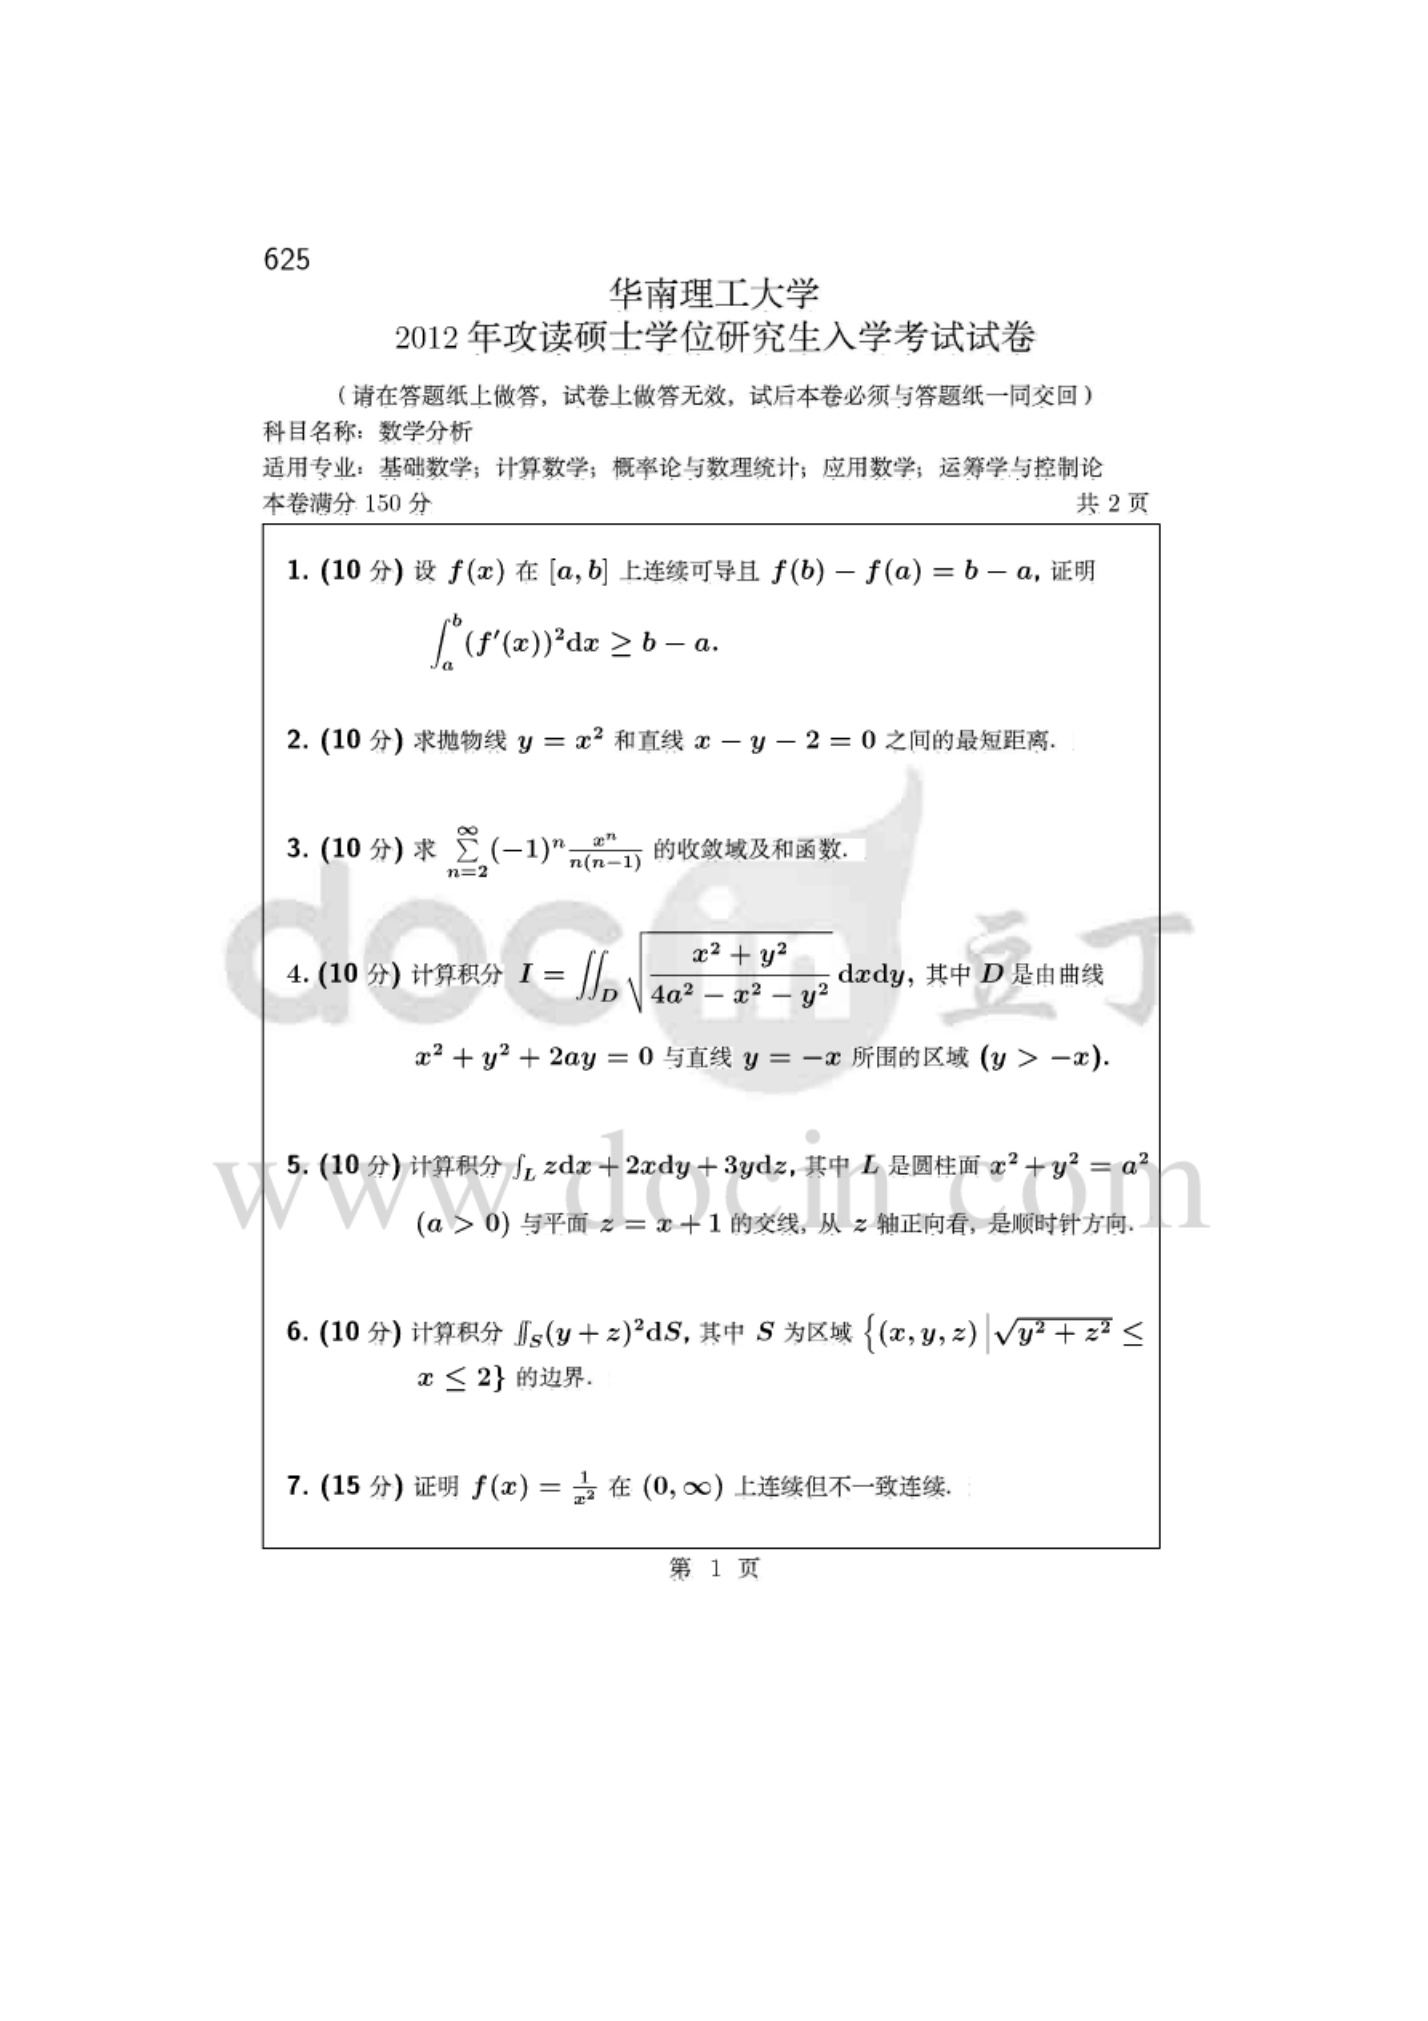 625
华南理工大学
2012 年攻读硕士学位研究生入学考试试卷
（请在答题纸上做答，试卷上做答无效，试后本卷必须与答题纸一同交回）
科目名称：数学分析
适用专业：基础数学；计算数学；概率论与数理统计；应用数学；运筹学与控制论
本卷满分 150 分 共 2 页
1. (10 分) 设 f(x) 在 [a, b] 上连续可导且 f(b) − f(a) = b − a, 证明
∫_a^b (f′(x))²dx ≥ b − a.
2. (10 分) 求抛物线 y = x² 和直线 x − y − 2 = 0 之间的最短距离.
3. (10 分) 求 ∑_{n=2}^{∞} (−1)ⁿ xⁿ/(n(n−1)) 的收敛域及和函数.
4. (10 分) 计算积分 I = ∬_D √((x² + y²)/(4a² − x² − y²)) dxdy, 其中 D 是由曲线
x² + y² + 2ay = 0 与直线 y = −x 所围的区域 (y > −x).
5. (10 分) 计算积分 ∫_L zdx + 2xdy + 3ydz, 其中 L 是圆柱面 x² + y² = a²
(a > 0) 与平面 z = x + 1 的交线, 从 z 轴正向看, 是顺时针方向.
6. (10 分) 计算积分 ∬_S (y + z)²dS, 其中 S 为区域 {(x, y, z) | √(y² + z²) ≤
x ≤ 2} 的边界.
7. (15 分) 证明 f(x) = 1/x² 在 (0, ∞) 上连续但不一致连续.
第 1 页
docin 豆丁
www.docin.com